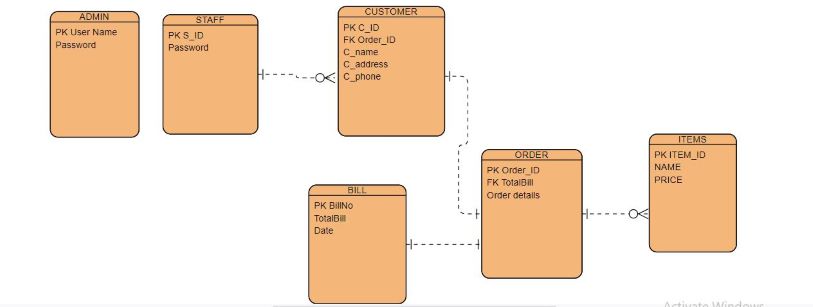 ADMIN
PK User Name
Password
STAFF
PK S_ID
Password
CUSTOMER
PK C_ID
FK Order_ID
C_name
C_address
C_phone
BILL
PK BillNo
TotalBill
Date
ORDER
PK Order_ID
FK TotalBill
Order details
ITEMS
PK ITEM_ID
NAME
PRICE
Activate Windows